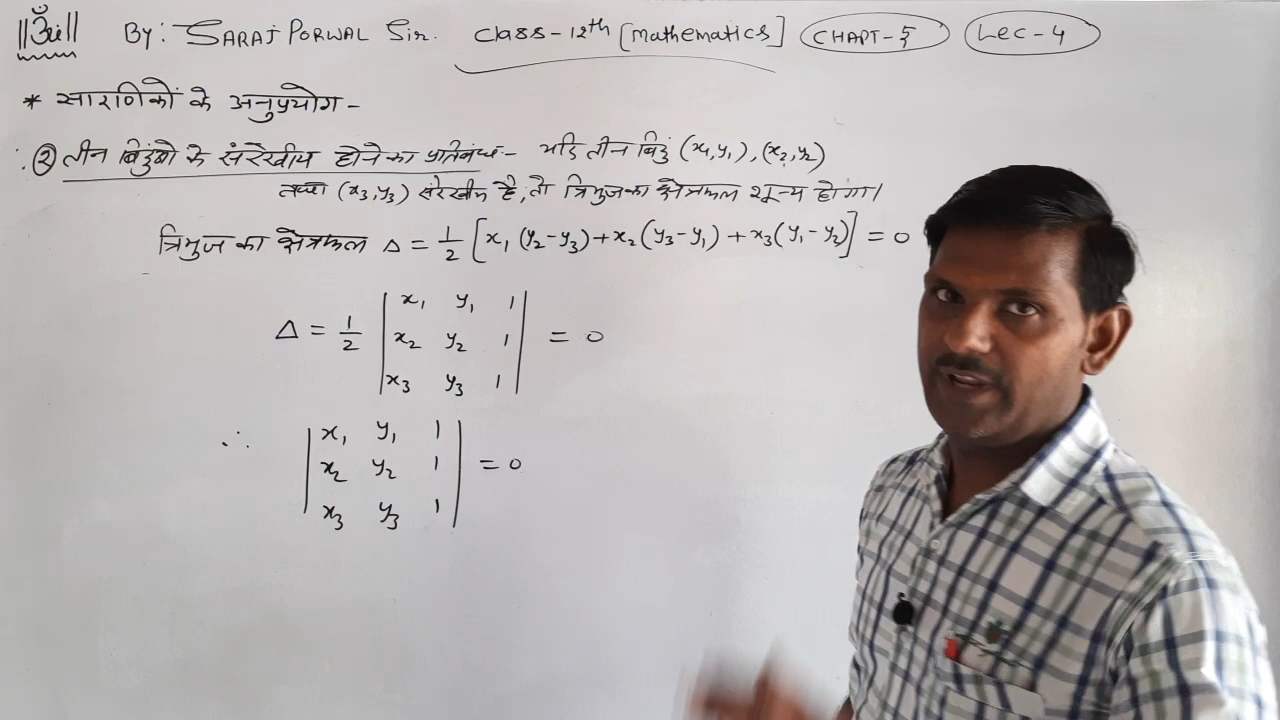 ||ॐ|| By: SARAJ PORWAL Sir. Class-12th [Mathematics] CHAPT-5 Lec-4
* सारणिकों के अनुप्रयोग -
② तीन बिंदुओं के संरेखीय होने का प्रतिबंध:- यदि तीन बिंदु (x₁,y₁), (x₂,y₂)
तथा (x₃,y₃) संरेखीय है, तो त्रिभुज का क्षेत्रफल शून्य होगा।
त्रिभुज का क्षेत्रफल Δ = 1/2 [x₁ (y₂-y₃)+x₂(y₃-y₁)+x₃(y₁-y₂)] = 0
Δ = 1/2 | x₁ y₁ 1 |
| x₂ y₂ 1 | = 0
| x₃ y₃ 1 |
∴ | x₁ y₁ 1 |
| x₂ y₂ 1 | = 0
| x₃ y₃ 1 |